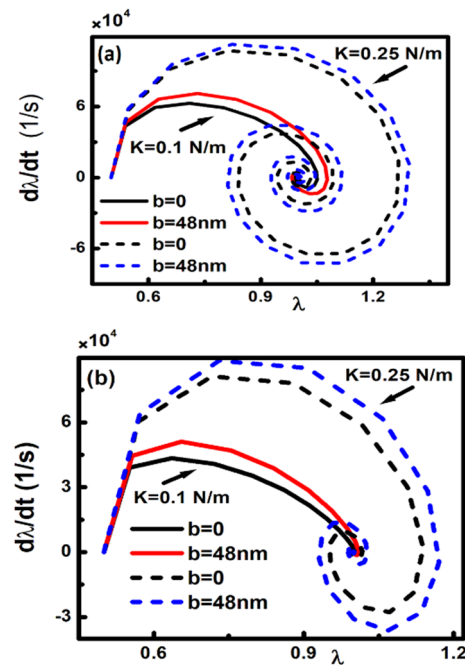 ×10⁴
(a)
K=0.25 N/m
6
dλ/dt (1/s)
K=0.1 N/m
0
b=0
b=48nm
b=0
b=48nm
-6
0.6 0.9 1.2
λ
×10⁴
(b)
K=0.25 N/m
6
dλ/dt (1/s)
3
K=0.1 N/m
b=0
b=48nm
0
b=0
b=48nm
-3
0.6 0.9 1.2
λ